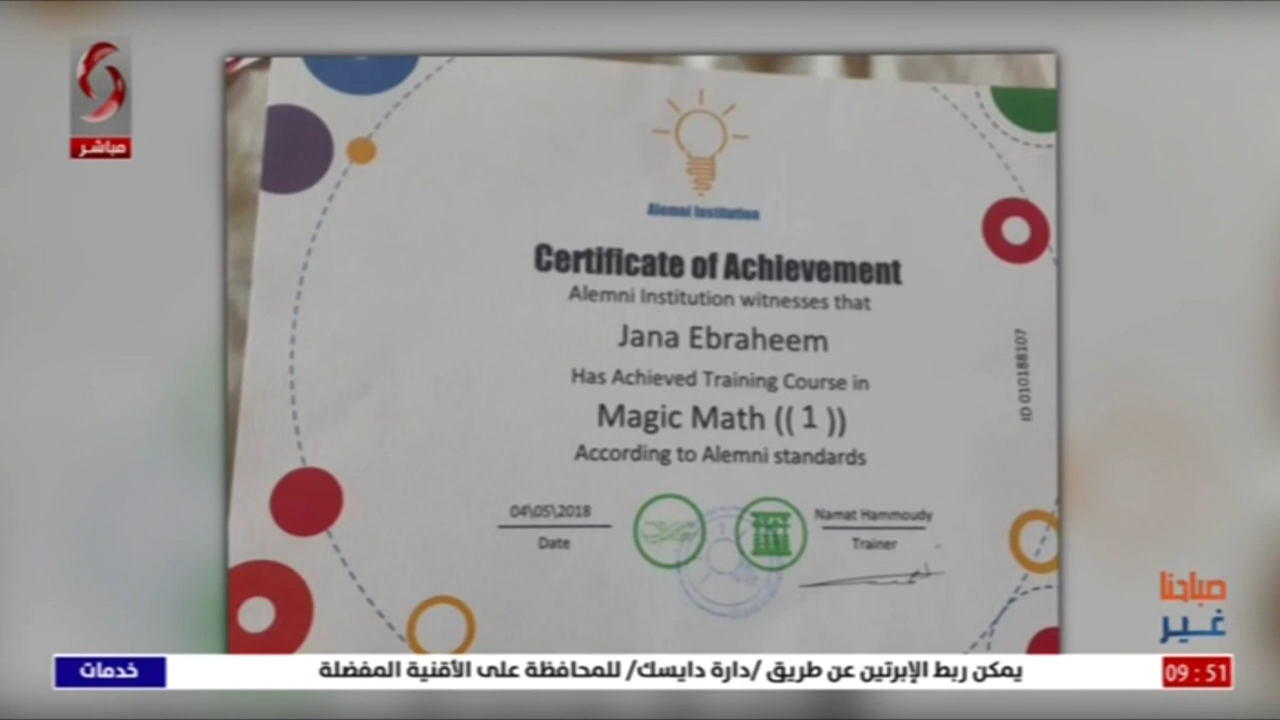 مباشر
Alemni Institution
Certificate of Achievement
Alemni Institution witnesses that
Jana Ebraheem
Has Achieved Training Course in
Magic Math (( 1 ))
According to Alemni standards
ID 010188107
04\05\2018
Date
Namat Hammoudy
Trainer
صباحنا
غير
خدمات
يمكن ربط الإبرتين عن طريق /دارة دايسك/ للمحافظة على الأقنية المفضلة
09 : 51